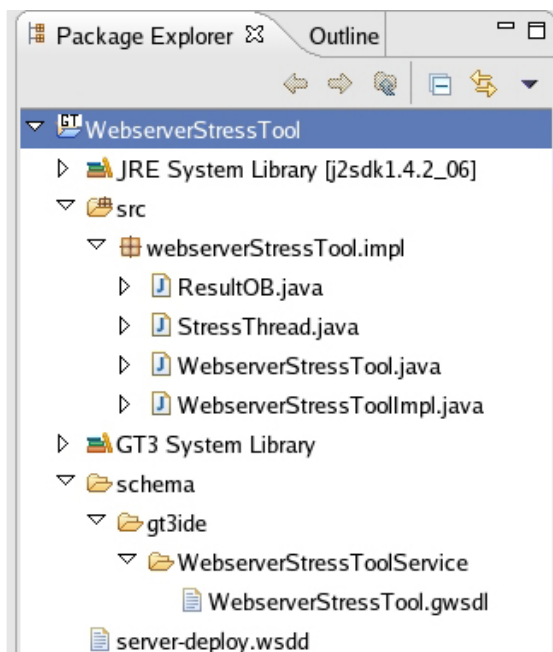 Package Explorer Outline
GT WebserverStressTool
JRE System Library [j2sdk1.4.2_06]
src
webserverStressTool.impl
J ResultOB.java
J StressThread.java
J WebserverStressTool.java
J WebserverStressToolImpl.java
GT3 System Library
schema
gt3ide
WebserverStressToolService
WebserverStressTool.gwsdl
server-deploy.wsdd